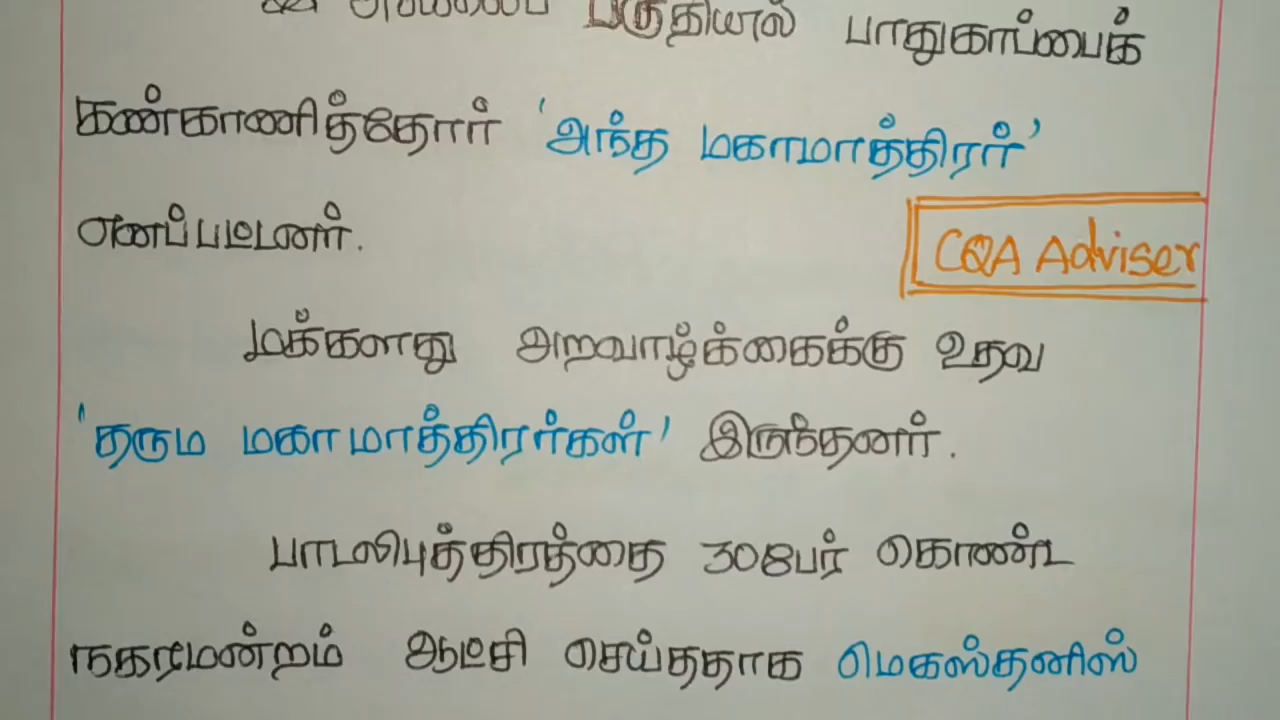 பகுதியில் பாதுகாப்பைக்
கண்காணித்தோர் 'அந்த மகாமாத்திரர்'
எனப்பட்டனர்.
CQA Adviser
மக்களது அறவாழ்க்கைக்கு உதவ
'தரும மகாமாத்திரர்கள்' இருந்தனர்.
பாடலிபுத்திரத்தை 30பேர் கொண்ட
நகரமன்றம் ஆட்சி செய்ததாக மெகஸ்தனிஸ்